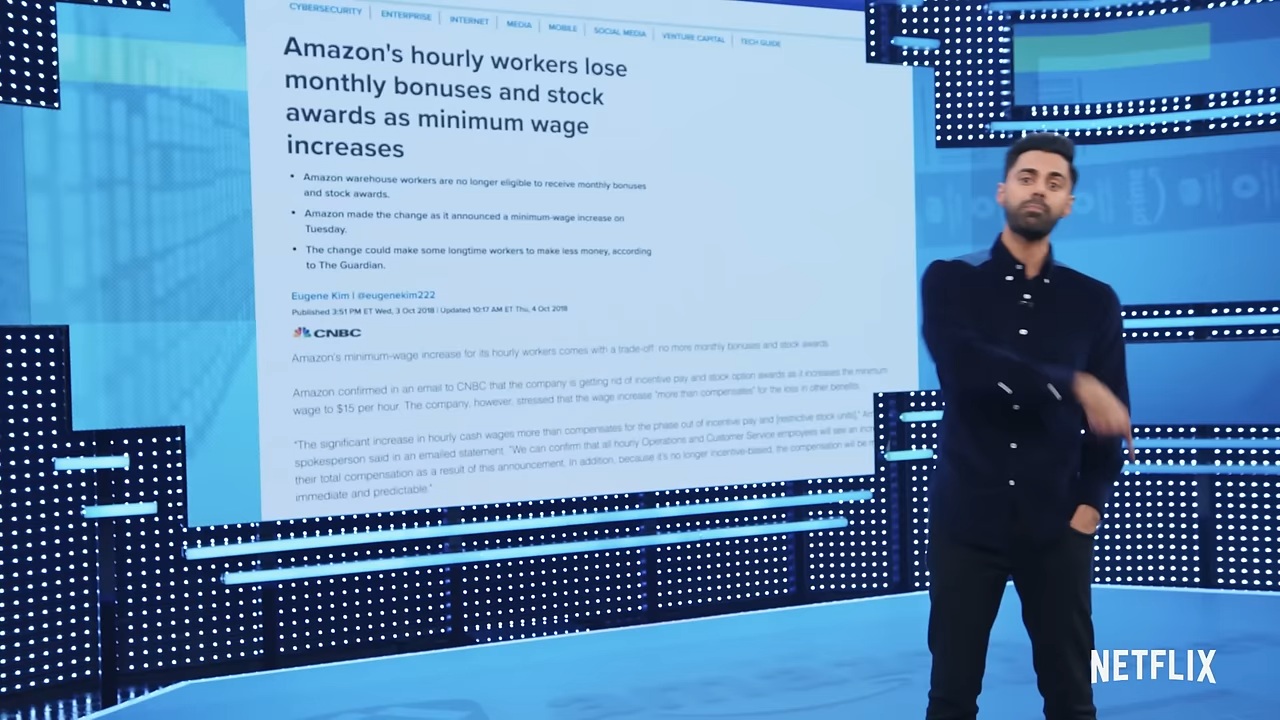 CYBERSECURITY | ENTERPRISE | INTERNET | MEDIA | MOBILE | SOCIAL MEDIA | VENTURE CAPITAL | TECH GUIDE
Amazon's hourly workers lose
monthly bonuses and stock
awards as minimum wage
increases
• Amazon warehouse workers are no longer eligible to receive monthly bonuses
and stock awards.
• Amazon made the change as it announced a minimum-wage increase on
Tuesday.
• The change could make some longtime workers to make less money, according
to The Guardian.
Eugene Kim | @eugenekim222
Published 3:51 PM ET Wed, 3 Oct 2018 | Updated 10:17 AM ET Thu, 4 Oct 2018
CNBC
Amazon's minimum-wage increase for its hourly workers comes with a trade-off: no more monthly bonuses and stock awards.
Amazon confirmed in an email to CNBC that the company is getting rid of incentive pay and stock option awards as it increases the minimum
wage to $15 per hour. The company, however, stressed that the wage increase "more than compensates" for the loss in other benefits.
"The significant increase in hourly cash wages more than compensates for the phase out of incentive pay and [restrictive stock units],"
spokesperson said in an emailed statement. "We can confirm that all hourly Operations and Customer Service employees will see an
their total compensation as a result of this announcement. In addition, because it's no longer incentive-based, the compensation will be
immediate and predictable."
NETFLIX